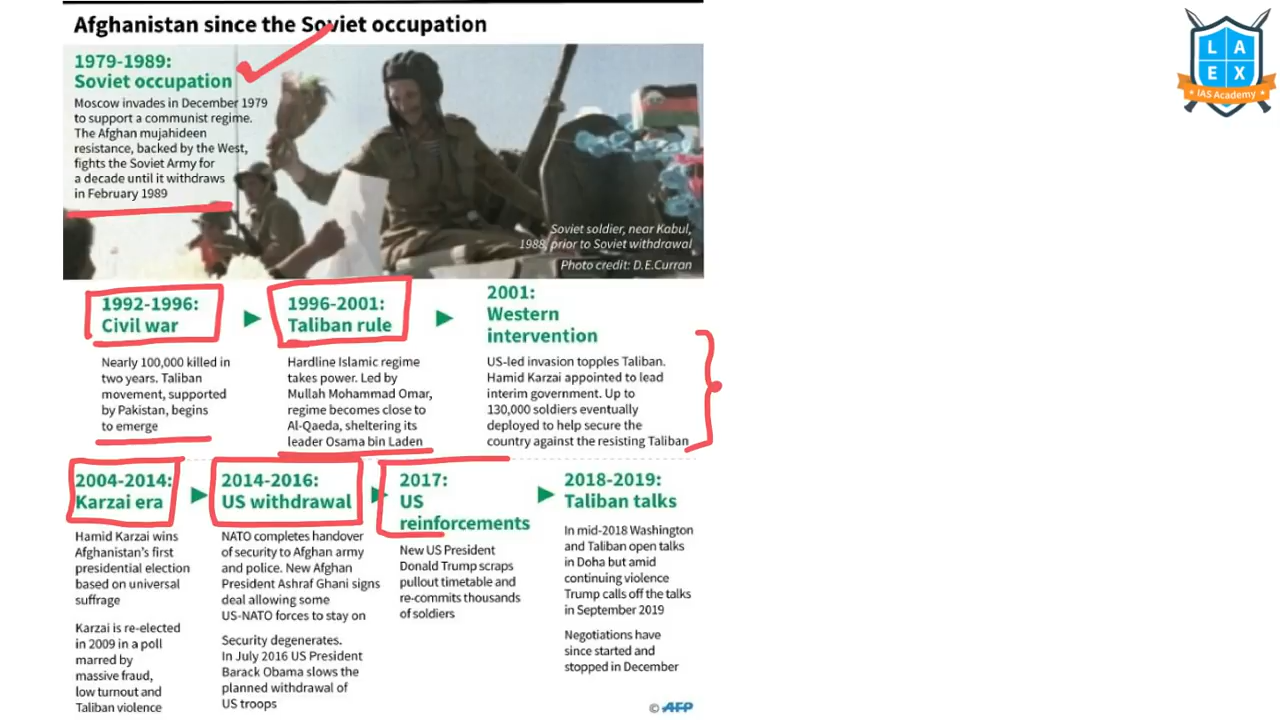 Afghanistan since the Soviet occupation
1979-1989:
Soviet occupation
Moscow invades in December 1979
to support a communist regime.
The Afghan mujahideen
resistance, backed by the West,
fights the Soviet Army for
a decade until it withdraws
in February 1989
Soviet soldier, near Kabul,
1988, prior to Soviet withdrawal
Photo credit: D.E.Curran
1992-1996:
Civil war
Nearly 100,000 killed in
two years. Taliban
movement, supported
by Pakistan, begins
to emerge
1996-2001:
Taliban rule
Hardline Islamic regime
takes power. Led by
Mullah Mohammad Omar,
regime becomes close to
Al-Qaeda, sheltering its
leader Osama bin Laden
2001:
Western
intervention
US-led invasion topples Taliban.
Hamid Karzai appointed to lead
interim government. Up to
130,000 soldiers eventually
deployed to help secure the
country against the resisting Taliban
2004-2014:
Karzai era
Hamid Karzai wins
Afghanistan's first
presidential election
based on universal
suffrage
Karzai is re-elected
in 2009 in a poll
marred by
massive fraud,
low turnout and
Taliban violence
2014-2016:
US withdrawal
NATO completes handover
of security to Afghan army
and police. New Afghan
President Ashraf Ghani signs
deal allowing some
US-NATO forces to stay on
Security degenerates.
In July 2016 US President
Barack Obama slows the
planned withdrawal of
US troops
2017:
US
reinforcements
New US President
Donald Trump scraps
pullout timetable and
re-commits thousands
of soldiers
2018-2019:
Taliban talks
In mid-2018 Washington
and Taliban open talks
in Doha but amid
continuing violence
Trump calls off the talks
in September 2019
Negotiations have
since started and
stopped in December
© AFP
L A
E X
IAS Academy